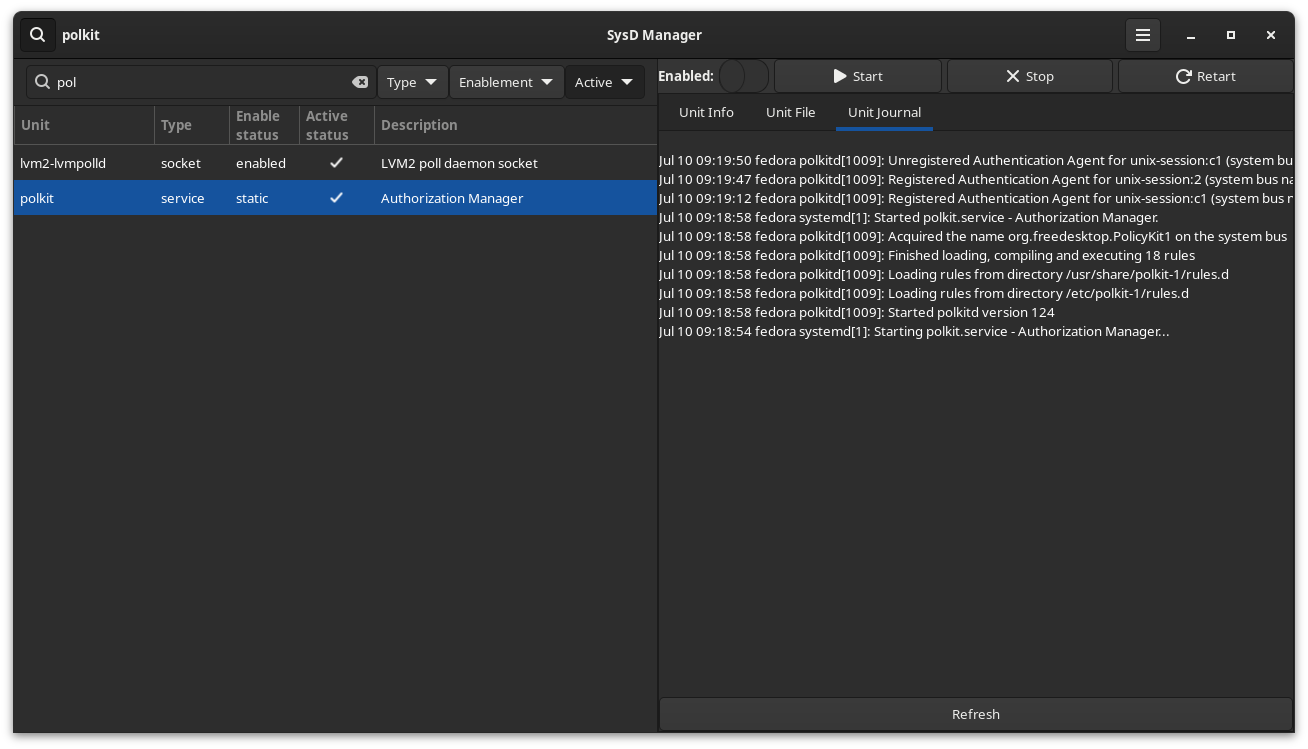 polkit
SysD Manager
pol
Type
Enablement
Active
Unit
Type
Enable status
Active status
Description
lvm2-lvmpolld socket enabled LVM2 poll daemon socket
polkit service static Authorization Manager
Enabled:
Start
Stop
Retart
Unit Info
Unit File
Unit Journal
Jul 10 09:19:50 fedora polkitd[1009]: Unregistered Authentication Agent for unix-session:c1 (system bu
Jul 10 09:19:47 fedora polkitd[1009]: Registered Authentication Agent for unix-session:2 (system bus na
Jul 10 09:19:12 fedora polkitd[1009]: Registered Authentication Agent for unix-session:c1 (system bus n
Jul 10 09:18:58 fedora systemd[1]: Started polkit.service - Authorization Manager.
Jul 10 09:18:58 fedora polkitd[1009]: Acquired the name org.freedesktop.PolicyKit1 on the system bus
Jul 10 09:18:58 fedora polkitd[1009]: Finished loading, compiling and executing 18 rules
Jul 10 09:18:58 fedora polkitd[1009]: Loading rules from directory /usr/share/polkit-1/rules.d
Jul 10 09:18:58 fedora polkitd[1009]: Loading rules from directory /etc/polkit-1/rules.d
Jul 10 09:18:58 fedora polkitd[1009]: Started polkitd version 124
Jul 10 09:18:54 fedora systemd[1]: Starting polkit.service - Authorization Manager...
Refresh